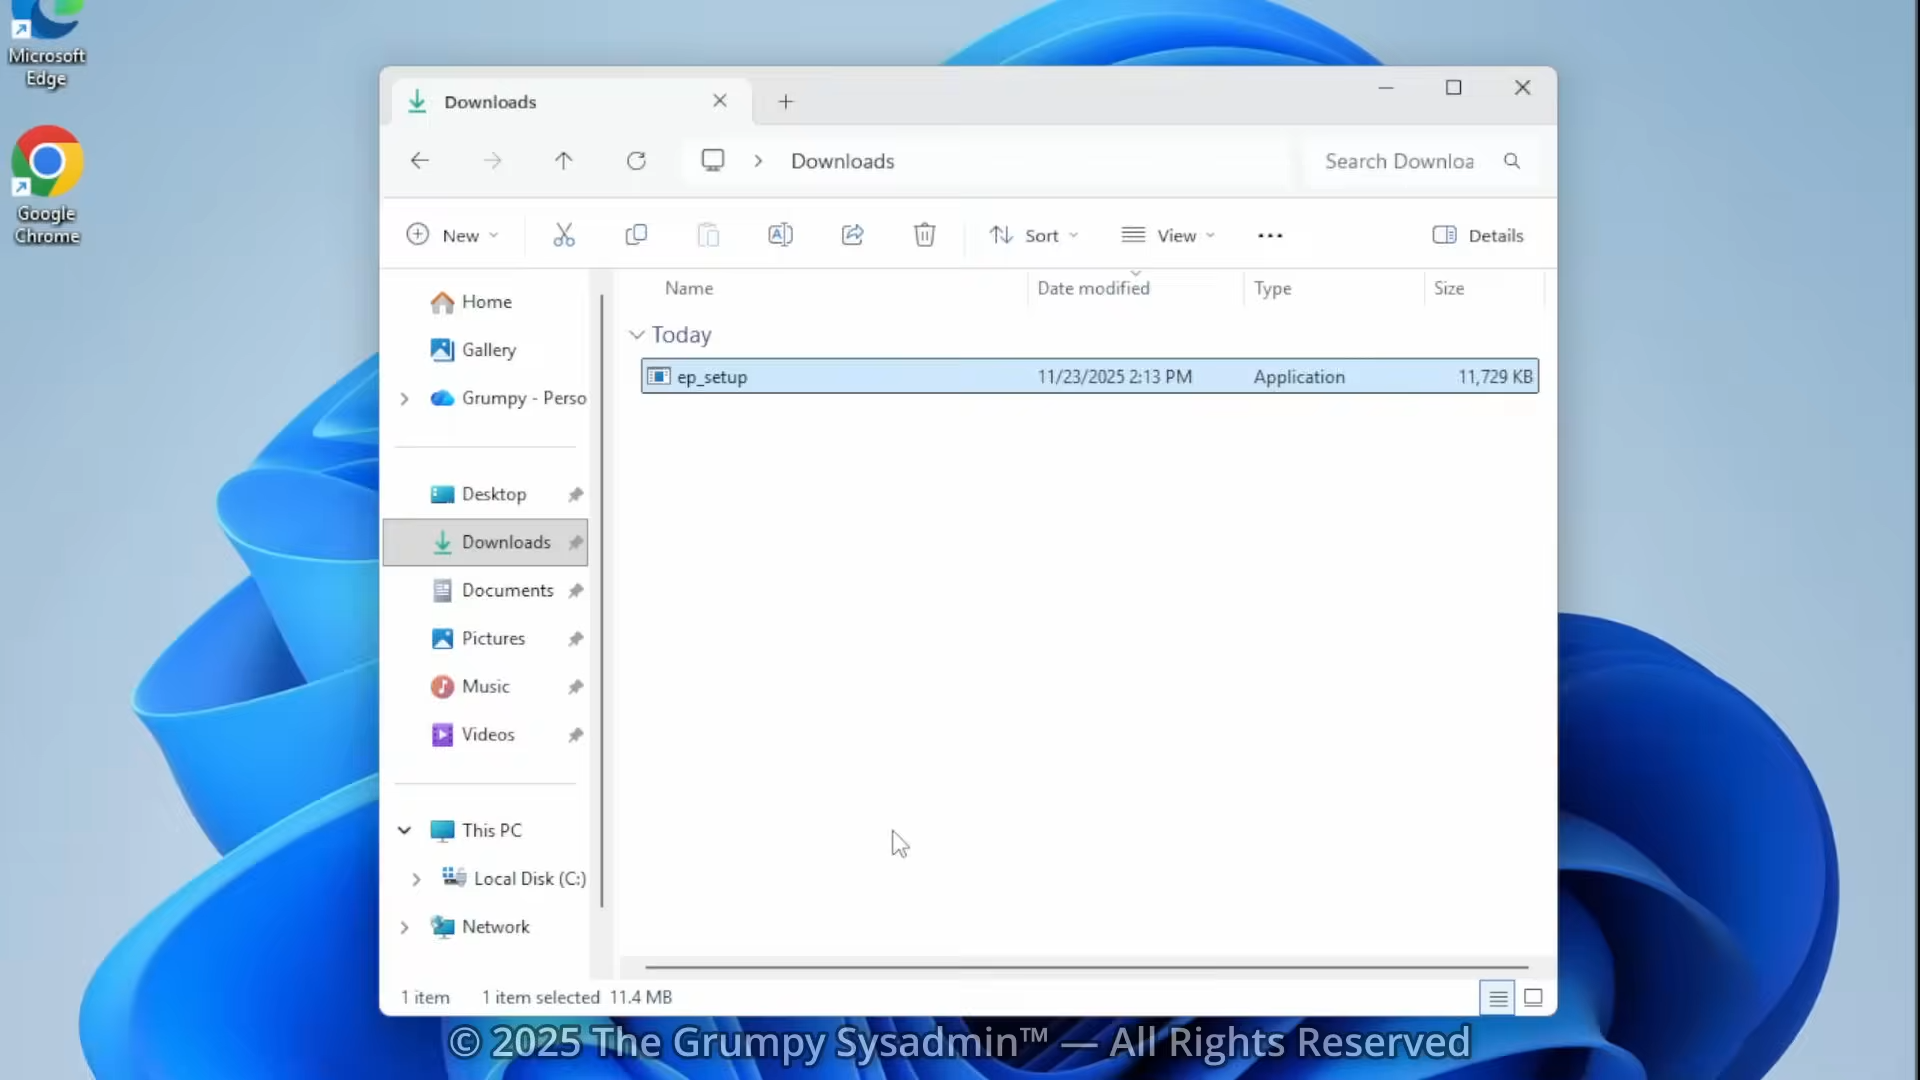 Microsoft
Edge
Google
Chrome
Downloads
Downloads
Search Downloa
New
Sort
View
Details
Home
Gallery
Grumpy - Perso
Desktop
Downloads
Documents
Pictures
Music
Videos
This PC
Local Disk (C:)
Network
Name
Date modified
Type
Size
Today
ep_setup
11/23/2025 2:13 PM
Application
11,729 KB
1 item
1 item selected 11.4 MB
© 2025 The Grumpy Sysadmin™ — All Rights Reserved